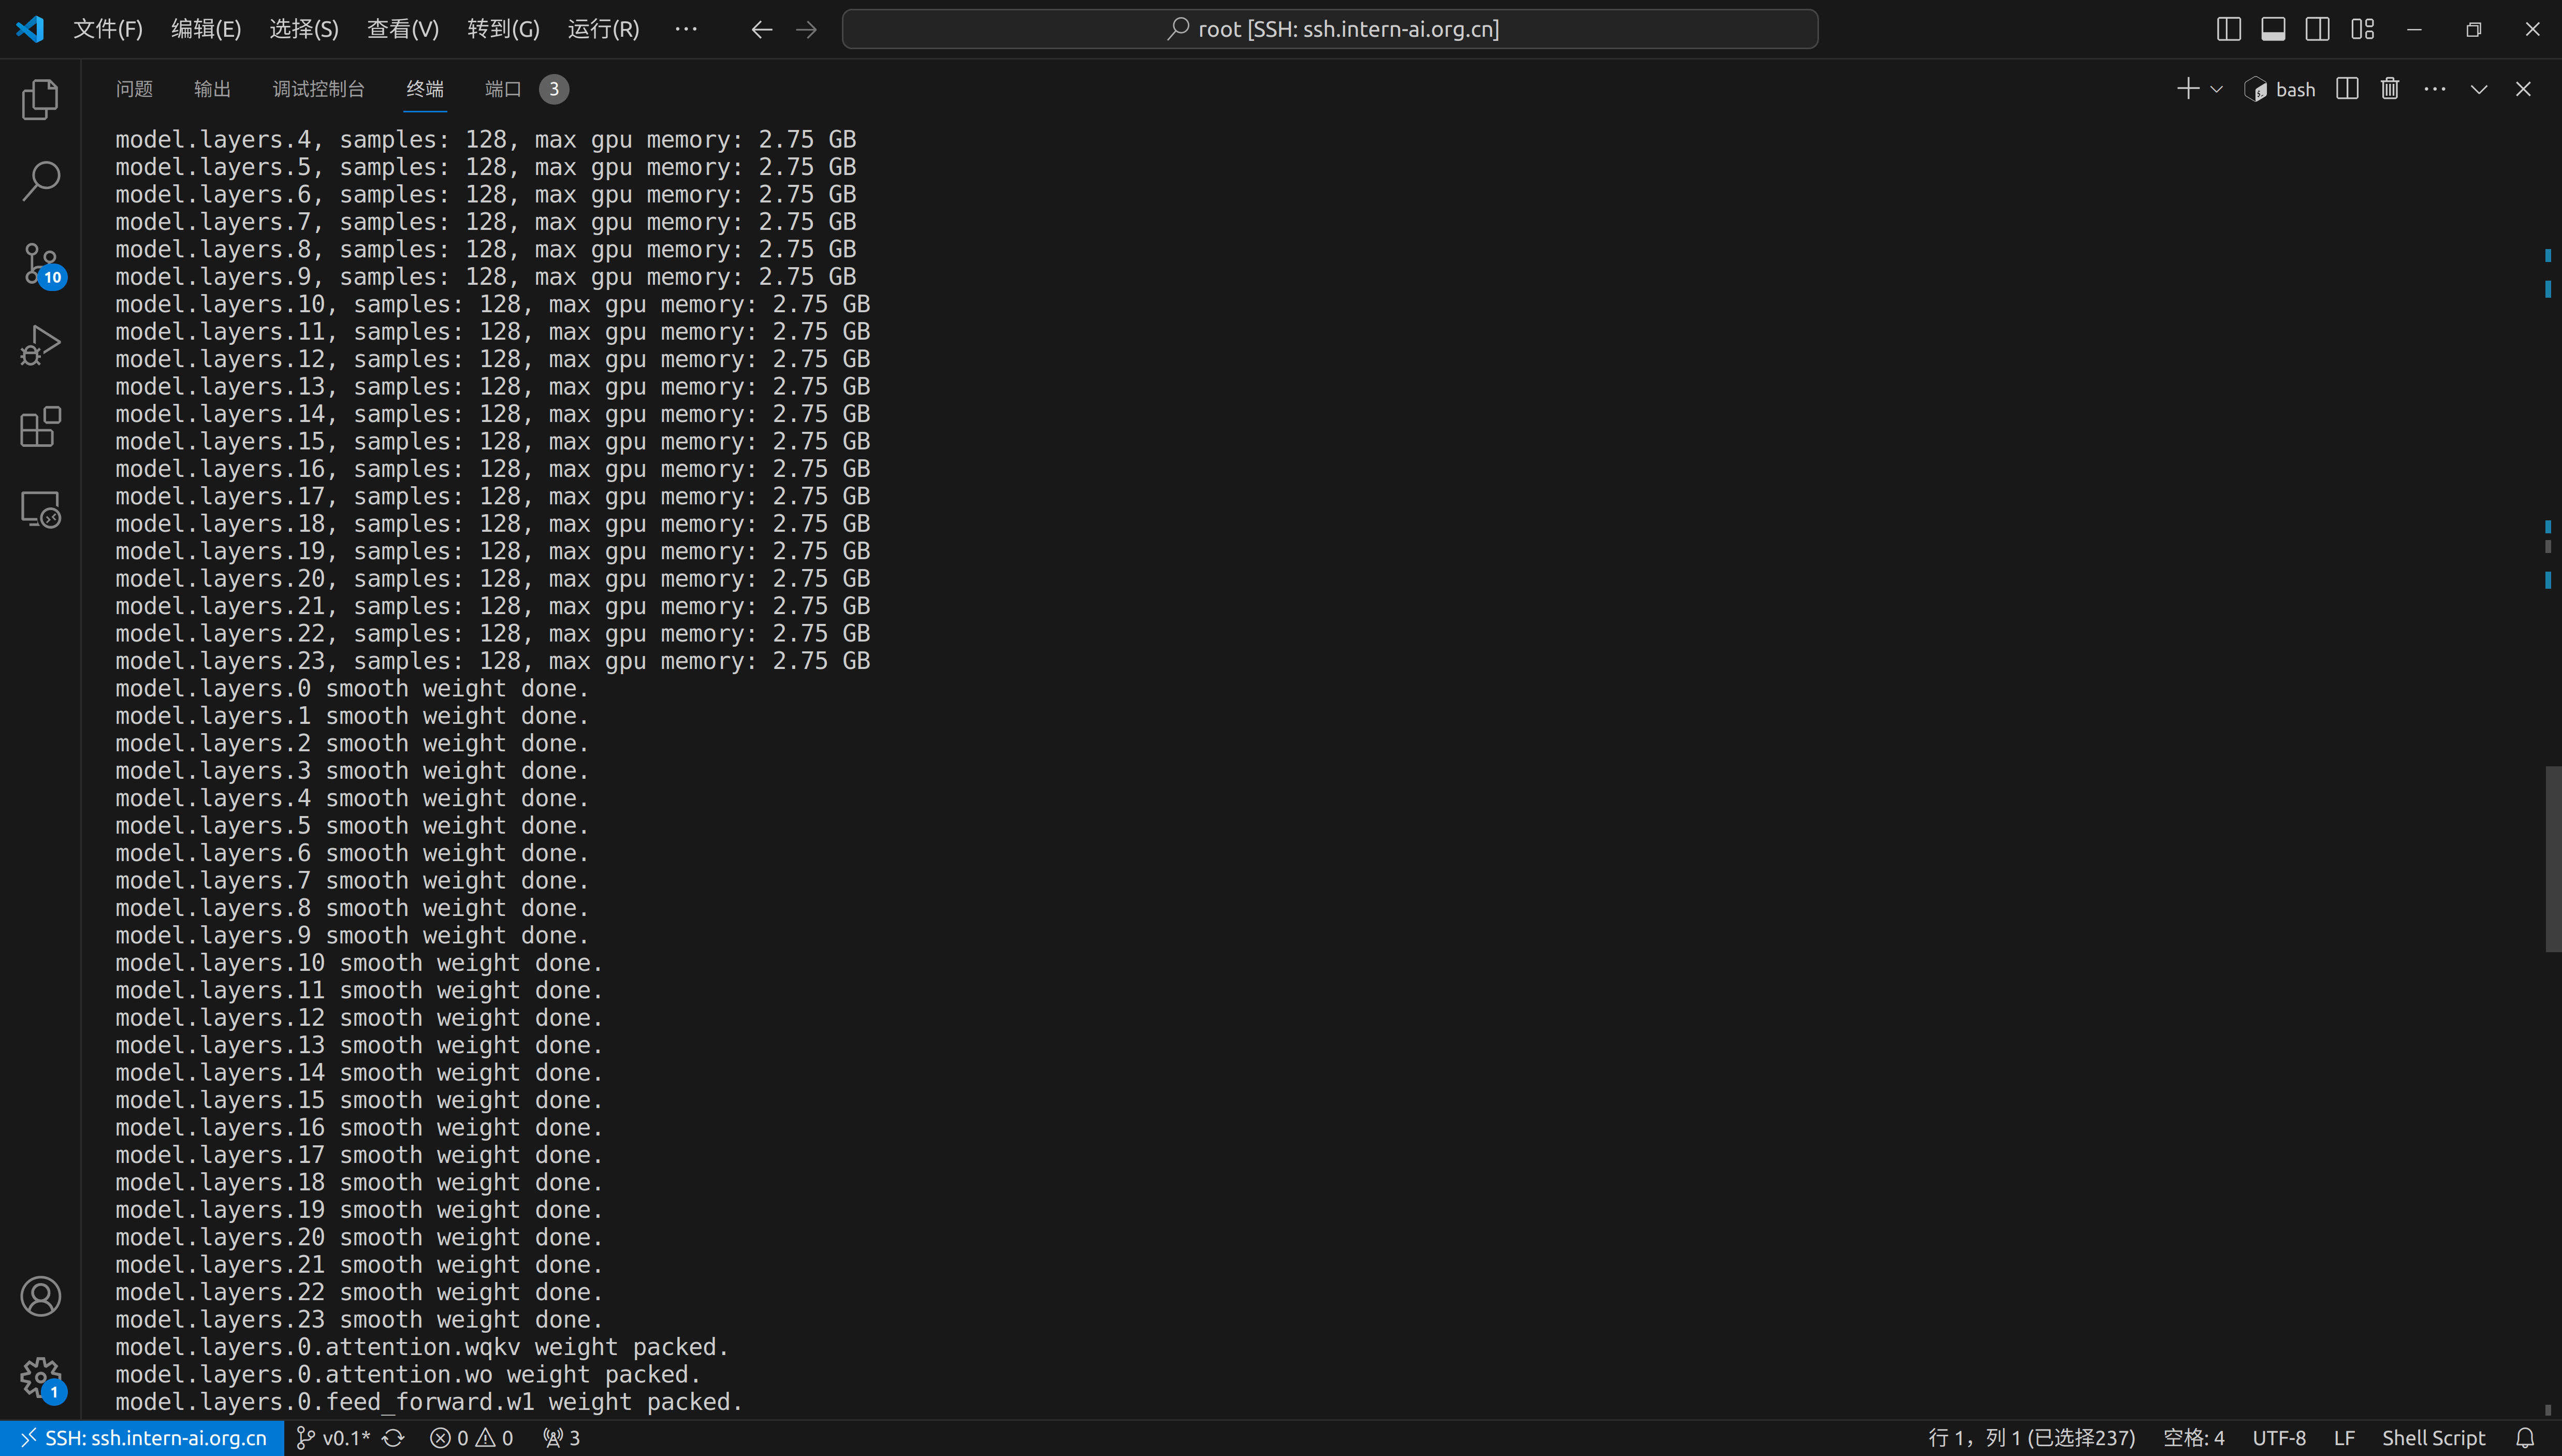 文件(F) 编辑(E) 选择(S) 查看(V) 转到(G) 运行(R) ··· root [SSH: ssh.intern-ai.org.cn]
问题 输出 调试控制台 终端 端口 3 bash
model.layers.4, samples: 128, max gpu memory: 2.75 GB
model.layers.5, samples: 128, max gpu memory: 2.75 GB
model.layers.6, samples: 128, max gpu memory: 2.75 GB
model.layers.7, samples: 128, max gpu memory: 2.75 GB
model.layers.8, samples: 128, max gpu memory: 2.75 GB
model.layers.9, samples: 128, max gpu memory: 2.75 GB
model.layers.10, samples: 128, max gpu memory: 2.75 GB
model.layers.11, samples: 128, max gpu memory: 2.75 GB
model.layers.12, samples: 128, max gpu memory: 2.75 GB
model.layers.13, samples: 128, max gpu memory: 2.75 GB
model.layers.14, samples: 128, max gpu memory: 2.75 GB
model.layers.15, samples: 128, max gpu memory: 2.75 GB
model.layers.16, samples: 128, max gpu memory: 2.75 GB
model.layers.17, samples: 128, max gpu memory: 2.75 GB
model.layers.18, samples: 128, max gpu memory: 2.75 GB
model.layers.19, samples: 128, max gpu memory: 2.75 GB
model.layers.20, samples: 128, max gpu memory: 2.75 GB
model.layers.21, samples: 128, max gpu memory: 2.75 GB
model.layers.22, samples: 128, max gpu memory: 2.75 GB
model.layers.23, samples: 128, max gpu memory: 2.75 GB
model.layers.0 smooth weight done.
model.layers.1 smooth weight done.
model.layers.2 smooth weight done.
model.layers.3 smooth weight done.
model.layers.4 smooth weight done.
model.layers.5 smooth weight done.
model.layers.6 smooth weight done.
model.layers.7 smooth weight done.
model.layers.8 smooth weight done.
model.layers.9 smooth weight done.
model.layers.10 smooth weight done.
model.layers.11 smooth weight done.
model.layers.12 smooth weight done.
model.layers.13 smooth weight done.
model.layers.14 smooth weight done.
model.layers.15 smooth weight done.
model.layers.16 smooth weight done.
model.layers.17 smooth weight done.
model.layers.18 smooth weight done.
model.layers.19 smooth weight done.
model.layers.20 smooth weight done.
model.layers.21 smooth weight done.
model.layers.22 smooth weight done.
model.layers.23 smooth weight done.
model.layers.0.attention.wqkv weight packed.
model.layers.0.attention.wo weight packed.
model.layers.0.feed_forward.w1 weight packed.
10
1
SSH: ssh.intern-ai.org.cn v0.1* 0 0 3 行 1，列 1 (已选择237) 空格: 4 UTF-8 LF Shell Script